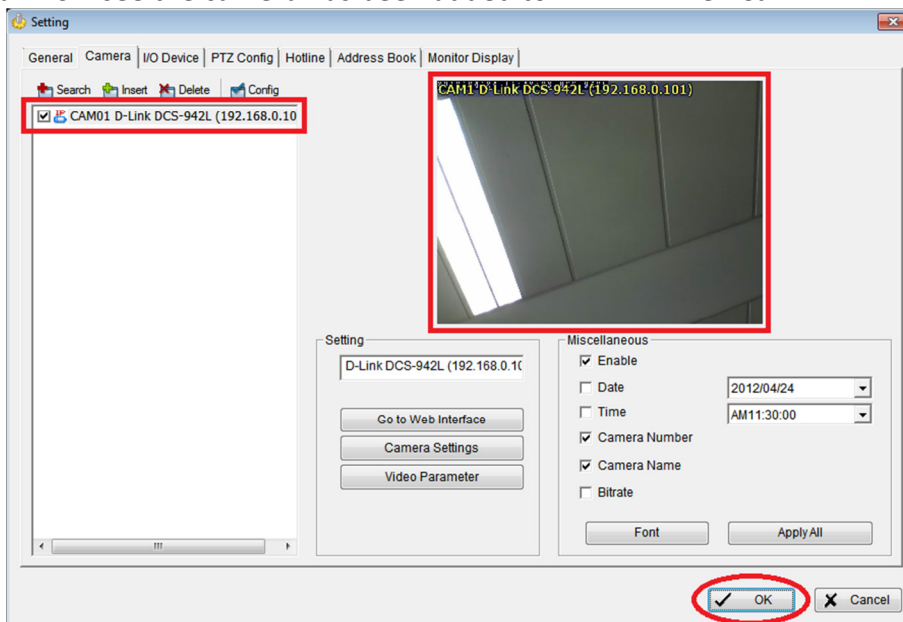 Setting
General Camera I/O Device PTZ Config Hotline Address Book Monitor Display
Search Insert Delete Config
CAM01 D-Link DCS-942L (192.168.0.10
CAM1 D-Link DCS-942L (192.168.0.101)
Setting
D-Link DCS-942L (192.168.0.10
Go to Web Interface
Camera Settings
Video Parameter
Miscellaneous
Enable
Date 2012/04/24
Time AM11:30:00
Camera Number
Camera Name
Bitrate
Font Apply All
OK Cancel